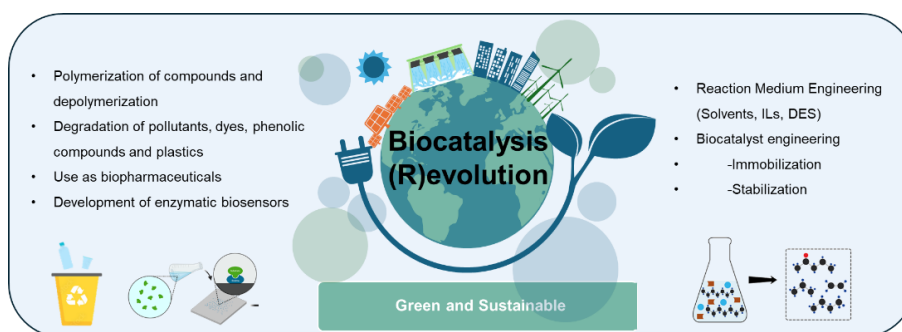 • Polymerization of compounds and
depolymerization
• Degradation of pollutants, dyes, phenolic
compounds and plastics
• Use as biopharmaceuticals
• Development of enzymatic biosensors
Biocatalysis
(R)evolution
Green and Sustainable
• Reaction Medium Engineering
(Solvents, ILs, DES)
• Biocatalyst engineering
• -Immobilization
• -Stabilization